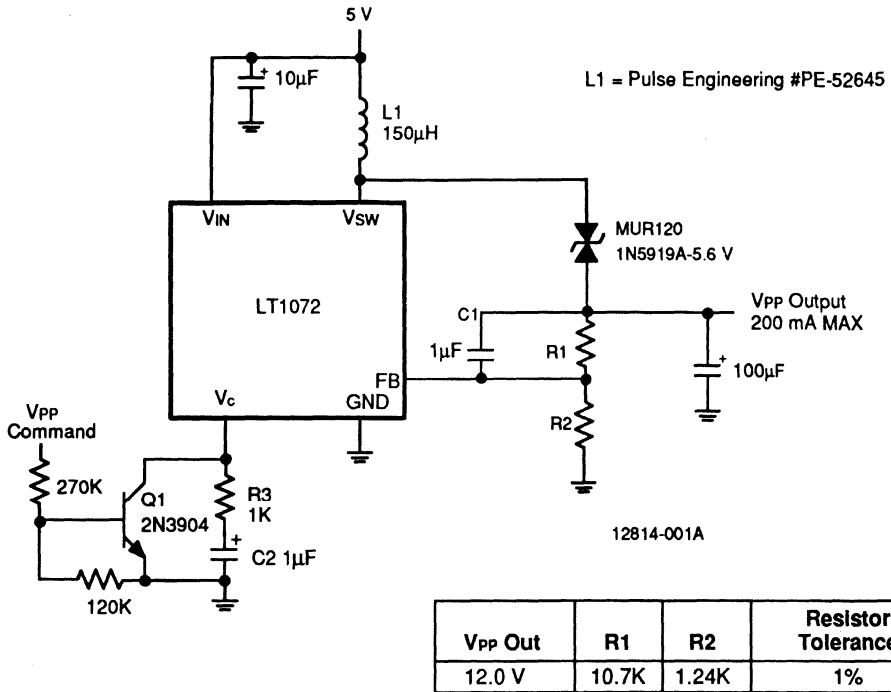 5 V
10µF
L1 = Pulse Engineering #PE-52645
L1
150µH
VIN
VSW
MUR120
1N5919A-5.6 V
LT1072
C1
VPP Output
200 mA MAX
1µF
R1
FB
100µF
VC
GND
R2
VPP
Command
270K
Q1
2N3904
R3
1K
C2 1µF
12814-001A
120K
VPP Out R1 R2 Resistor
Tolerance
12.0 V 10.7K 1.24K 1%